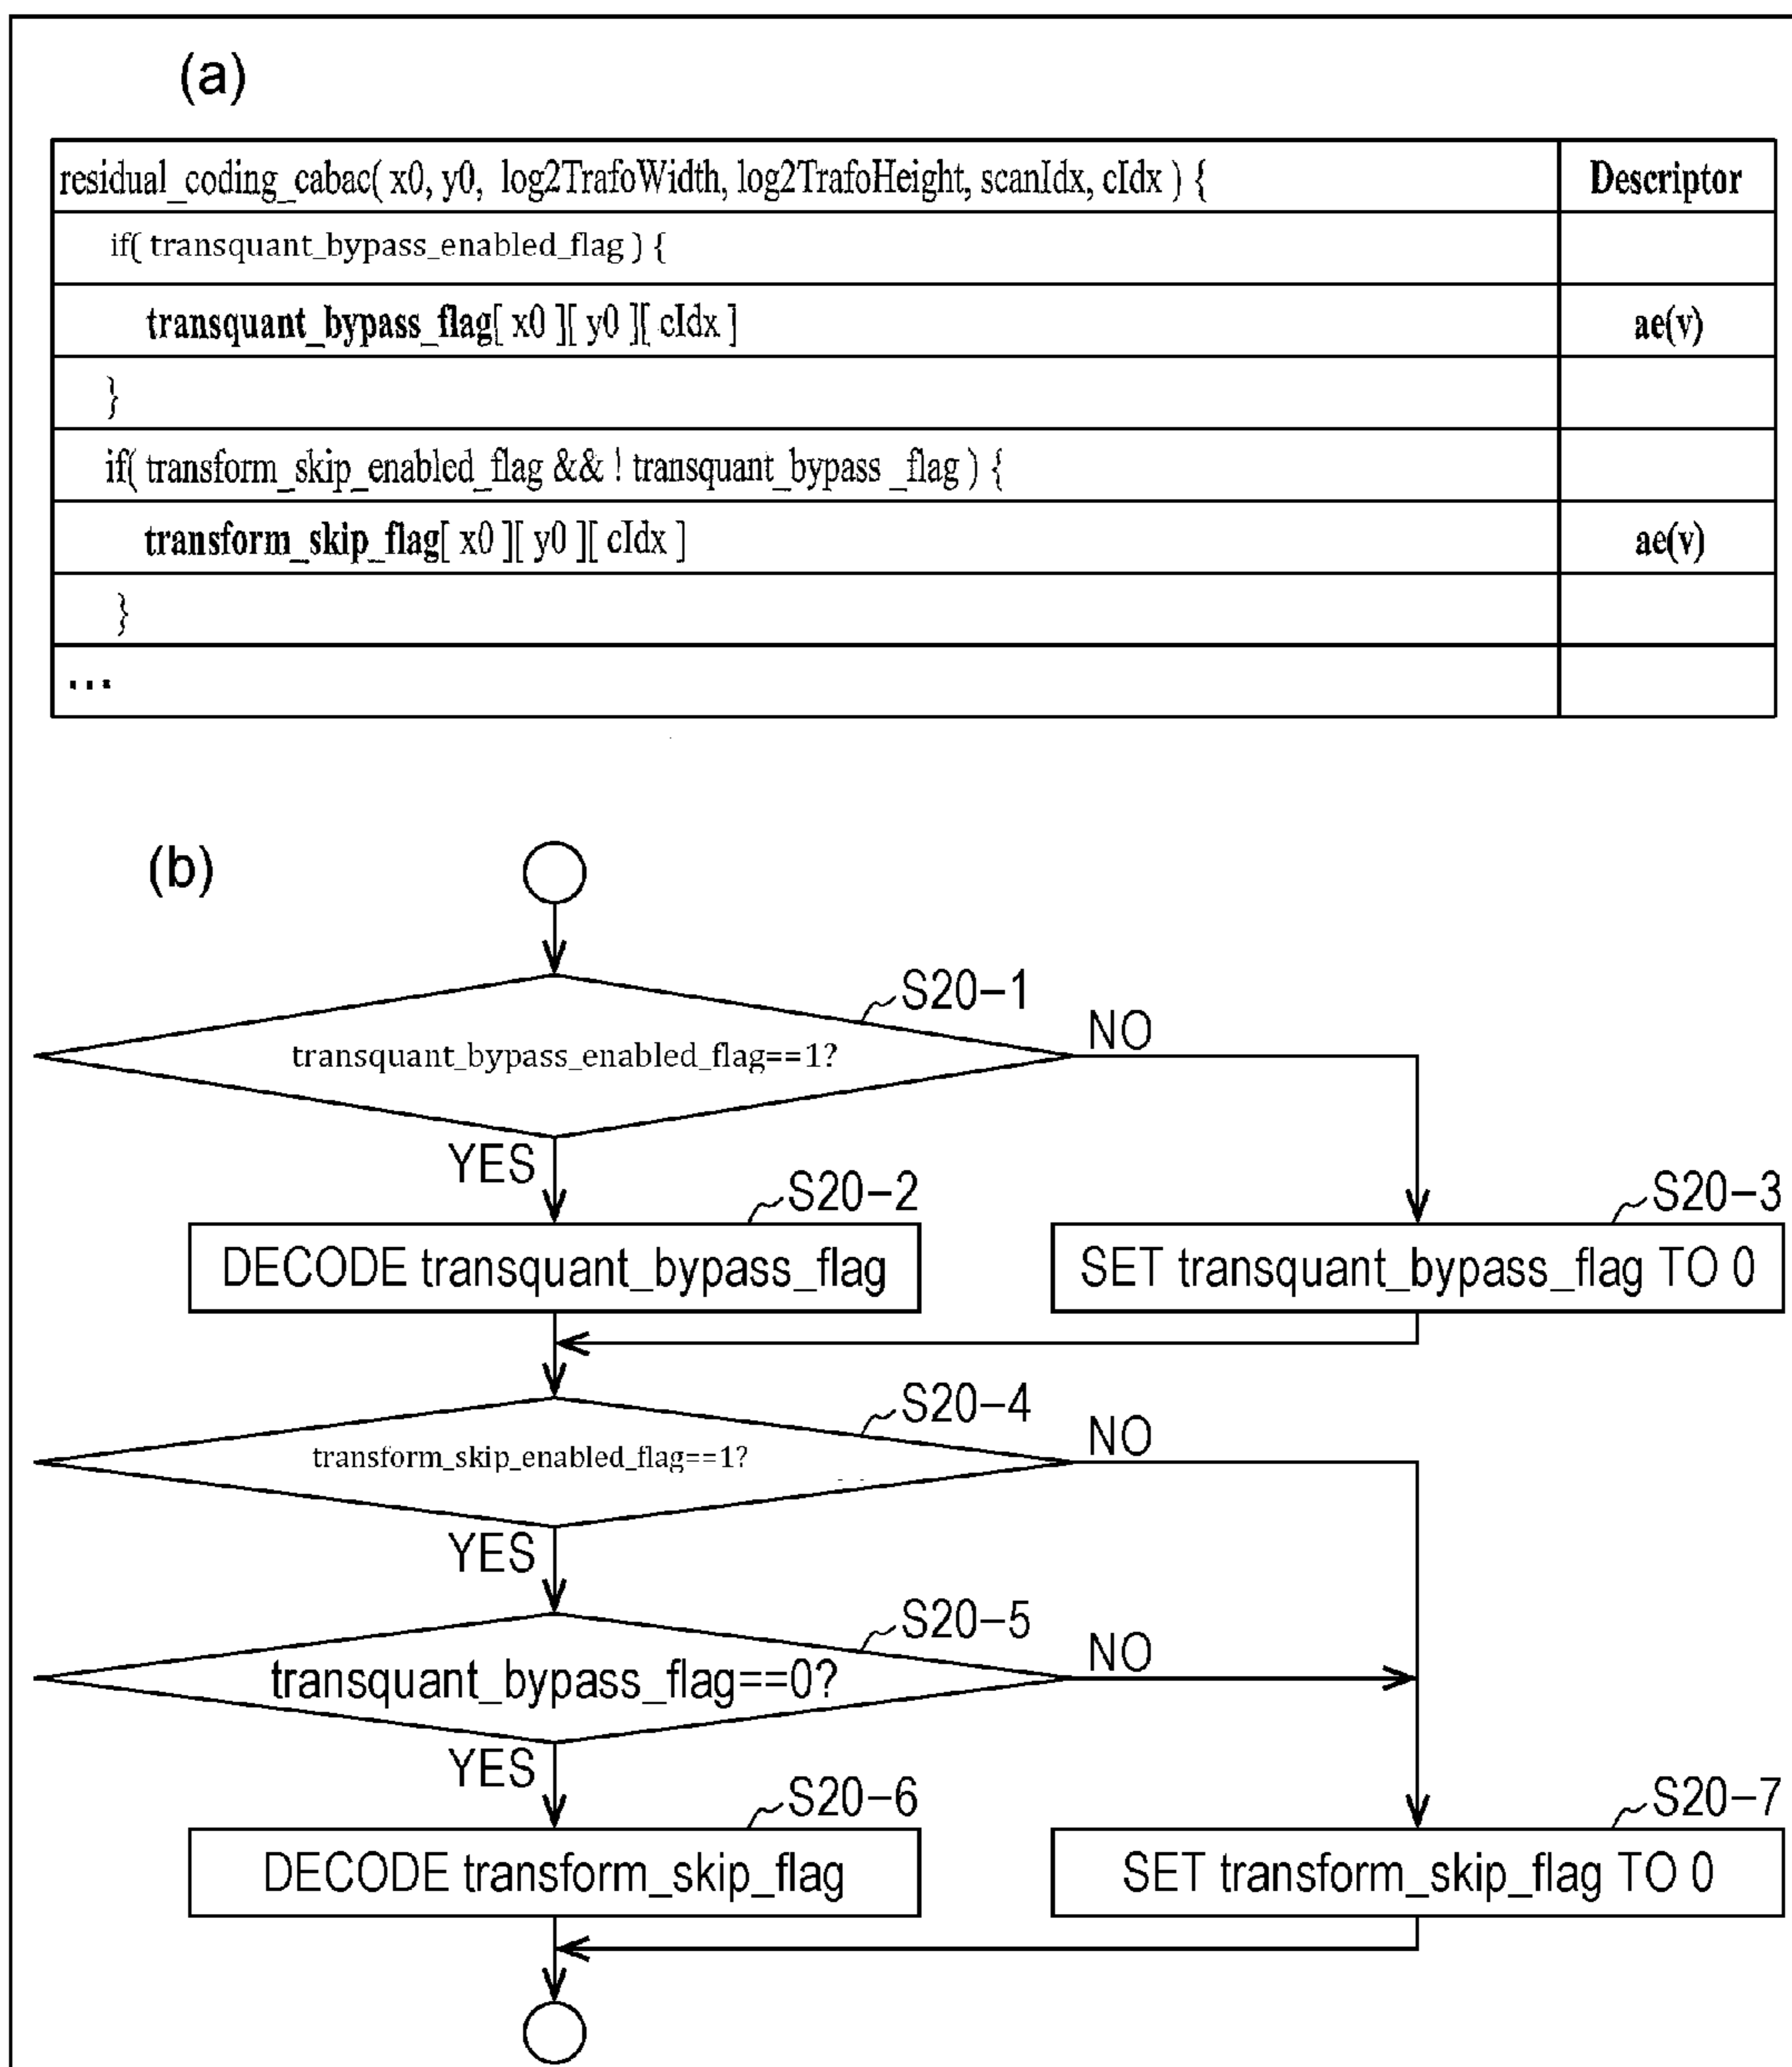 (a)
residual_coding_cabac( x0, y0, log2TrafoWidth, log2TrafoHeight, scanIdx, cIdx ) { Descriptor
if( transquant_bypass_enabled_flag ) {
transquant_bypass_flag[ x0 ][ y0 ][ cIdx ] ae(v)
}
if( transform_skip_enabled_flag && ! transquant_bypass _flag ) {
transform_skip_flag[ x0 ][ y0 ][ cIdx ] ae(v)
}
...
(b)
S20-1
transquant_bypass_enabled_flag==1?
NO
YES
S20-2
S20-3
DECODE transquant_bypass_flag
SET transquant_bypass_flag TO 0
S20-4
transform_skip_enabled_flag==1?
NO
YES
S20-5
transquant_bypass_flag==0?
NO
YES
S20-6
S20-7
DECODE transform_skip_flag
SET transform_skip_flag TO 0